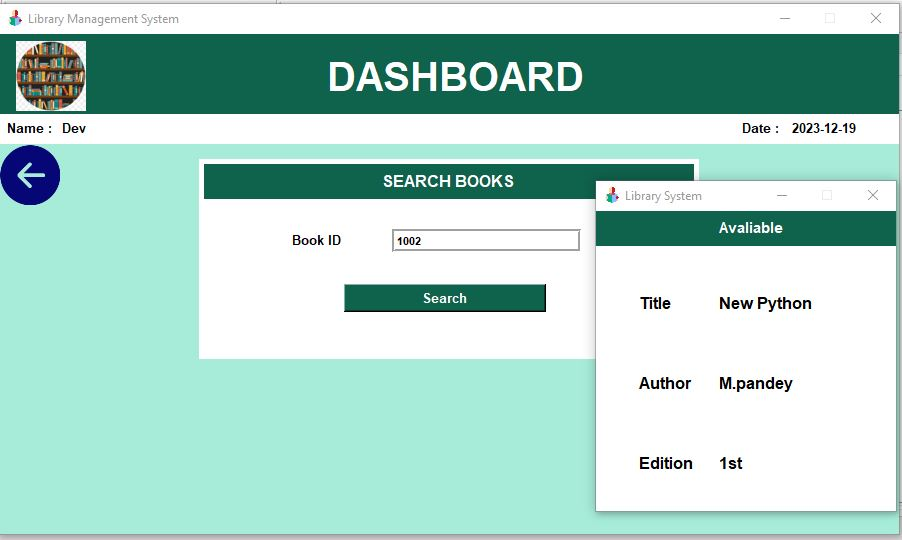 Library Management System
DASHBOARD
Name : Dev
Date : 2023-12-19
SEARCH BOOKS
Book ID 1002
Search
Library System
Avaliable
Title New Python
Author M.pandey
Edition 1st